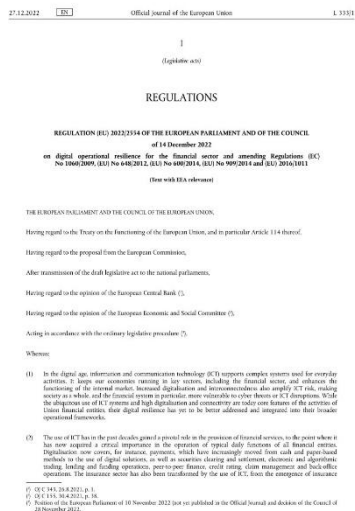 27.12.2022 EN Official Journal of the European Union L 333/1
I
(Legislative acts)
REGULATIONS
REGULATION (EU) 2022/2554 OF THE EUROPEAN PARLIAMENT AND OF THE COUNCIL
of 14 December 2022
on digital operational resilience for the financial sector and amending Regulations (EC)
No 1060/2009, (EU) No 648/2012, (EU) No 600/2014, (EU) No 909/2014 and (EU) 2016/1011
(Text with EEA relevance)
THE EUROPEAN PARLIAMENT AND THE COUNCIL OF THE EUROPEAN UNION,
Having regard to the Treaty on the Functioning of the European Union, and in particular Article 114 thereof,
Having regard to the proposal from the European Commission,
After transmission of the draft legislative act to the national parliaments,
Having regard to the opinion of the European Central Bank (¹),
Having regard to the opinion of the European Economic and Social Committee (²),
Acting in accordance with the ordinary legislative procedure (³),
Whereas:
(1) In the digital age, information and communication technology (ICT) supports complex systems used for everyday
activities. It keeps our economies running in key sectors, including the financial sector, and enhances the
functioning of the internal market. Increased digitalisation and interconnectedness also amplify ICT risk, making
society as a whole, and the financial system in particular, more vulnerable to cyber threats or ICT disruptions. While
the ubiquitous use of ICT systems and high digitalisation and connectivity are today core features of the activities of
Union financial entities, their digital resilience has yet to be better addressed and integrated into their broader
operational frameworks.
(2) The use of ICT has in the past decades gained a pivotal role in the provision of financial services, to the point where it
has now acquired a critical importance in the operation of typical daily functions of all financial entities.
Digitalisation now covers, for instance, payments, which have increasingly moved from cash and paper-based
methods to the use of digital solutions, as well as securities clearing and settlement, electronic and algorithmic
trading, lending and funding operations, peer-to-peer finance, credit rating, claim management and back-office
operations. The insurance sector has also been transformed by the use of ICT, from the emergence of insurance
(¹) OJ C 343, 26.8.2021, p. 1.
(²) OJ C 155, 30.4.2021, p. 38.
(³) Position of the European Parliament of 10 November 2022 (not yet published in the Official Journal) and decision of the Council of
28 November 2022.